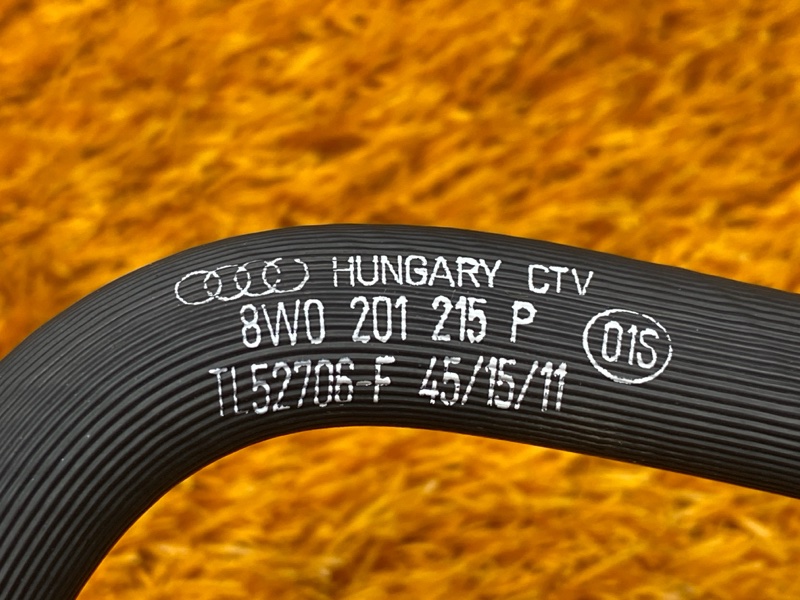 HUNGARY CTV
8W0 201 215 P
01S
TL52706-F 45/15/11